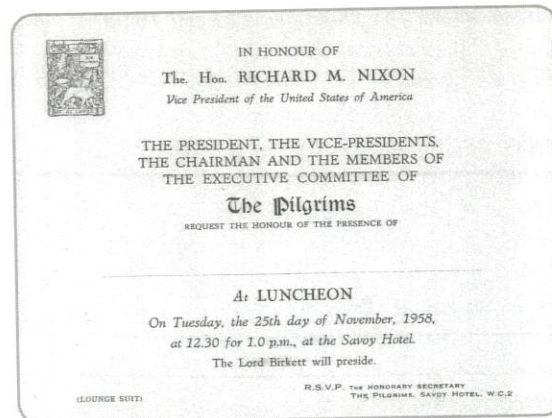 IN HONOUR OF
The. Hon. RICHARD M. NIXON
Vice President of the United States of America
THE PRESIDENT, THE VICE-PRESIDENTS,
THE CHAIRMAN AND THE MEMBERS OF
THE EXECUTIVE COMMITTEE OF
The Pilgrims
REQUEST THE HONOUR OF THE PRESENCE OF
At LUNCHEON
On Tuesday, the 25th day of November, 1958,
at 12.30 for 1.0 p.m., at the Savoy Hotel.
The Lord Birkett will preside.
(LOUNGE SUIT)
R.S.V.P. THE HONORARY SECRETARY
THE PILGRIMS, SAVOY HOTEL, W.C.2